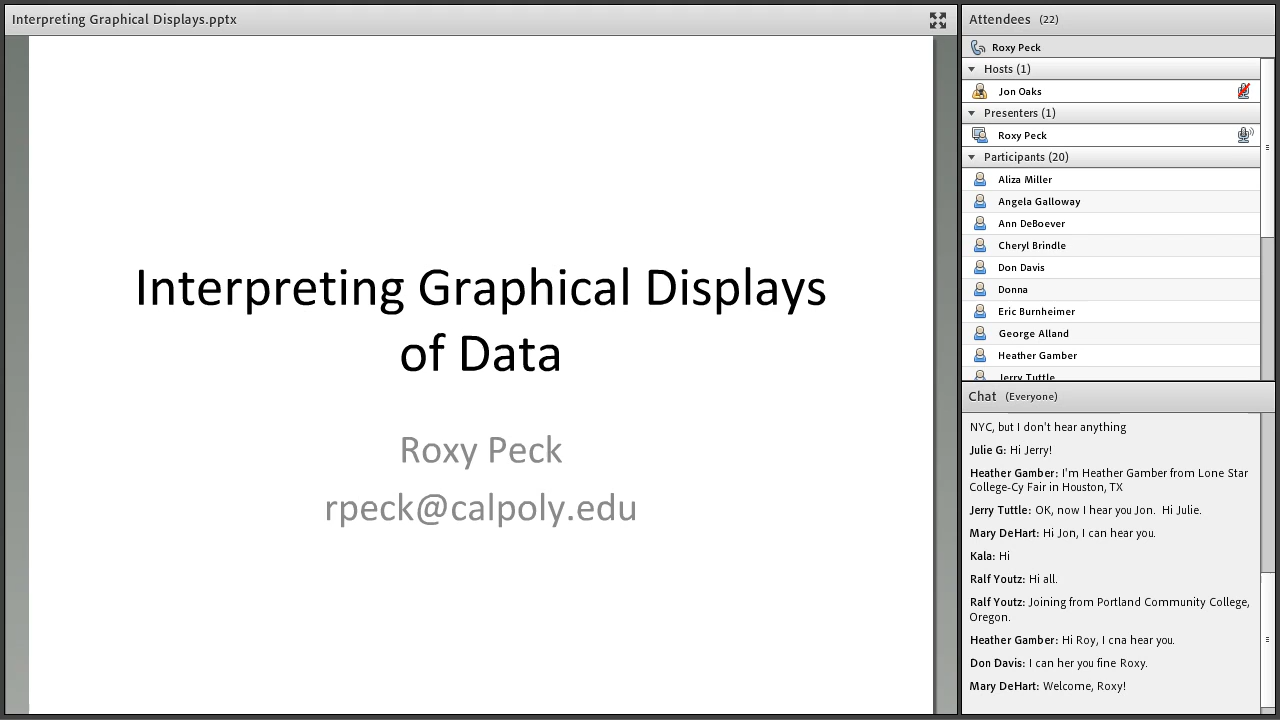 Interpreting Graphical Displays.pptx
Interpreting Graphical Displays
of Data
Roxy Peck
rpeck@calpoly.edu
Attendees (22)
Roxy Peck
Hosts (1)
Jon Oaks
Presenters (1)
Roxy Peck
Participants (20)
Aliza Miller
Angela Galloway
Ann DeBoever
Cheryl Brindle
Don Davis
Donna
Eric Burnheimer
George Alland
Heather Gamber
Jerry Tuttle
Chat (Everyone)
NYC, but I don't hear anything
Julie G: Hi Jerry!
Heather Gamber: I'm Heather Gamber from Lone Star
College-Cy Fair in Houston, TX
Jerry Tuttle: OK, now I hear you Jon. Hi Julie.
Mary DeHart: Hi Jon, I can hear you.
Kala: Hi
Ralf Youtz: Hi all.
Ralf Youtz: Joining from Portland Community College,
Oregon.
Heather Gamber: Hi Roy, I cna hear you.
Don Davis: I can her you fine Roxy.
Mary DeHart: Welcome, Roxy!